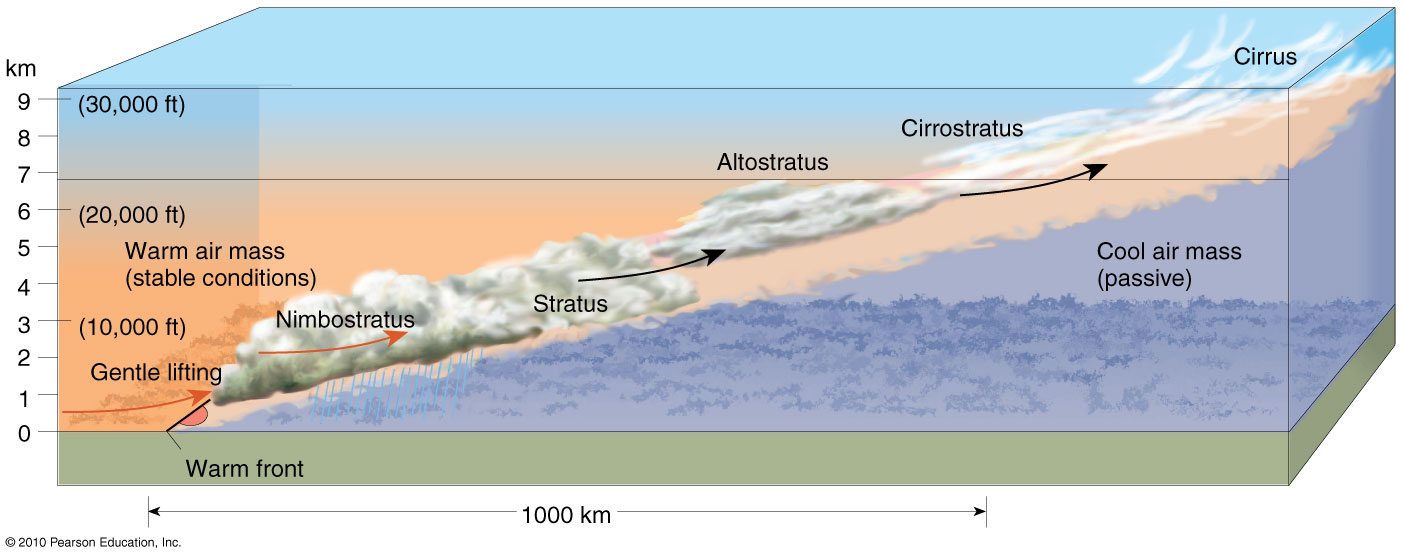 Cirrus
km
9 (30,000 ft)
8
Cirrostratus
Altostratus
7
6 (20,000 ft)
Warm air mass
(stable conditions)
Cool air mass
(passive)
5
4
Stratus
Nimbostratus
3 (10,000 ft)
2
Gentle lifting
1
0
Warm front
1000 km
© 2010 Pearson Education, Inc.